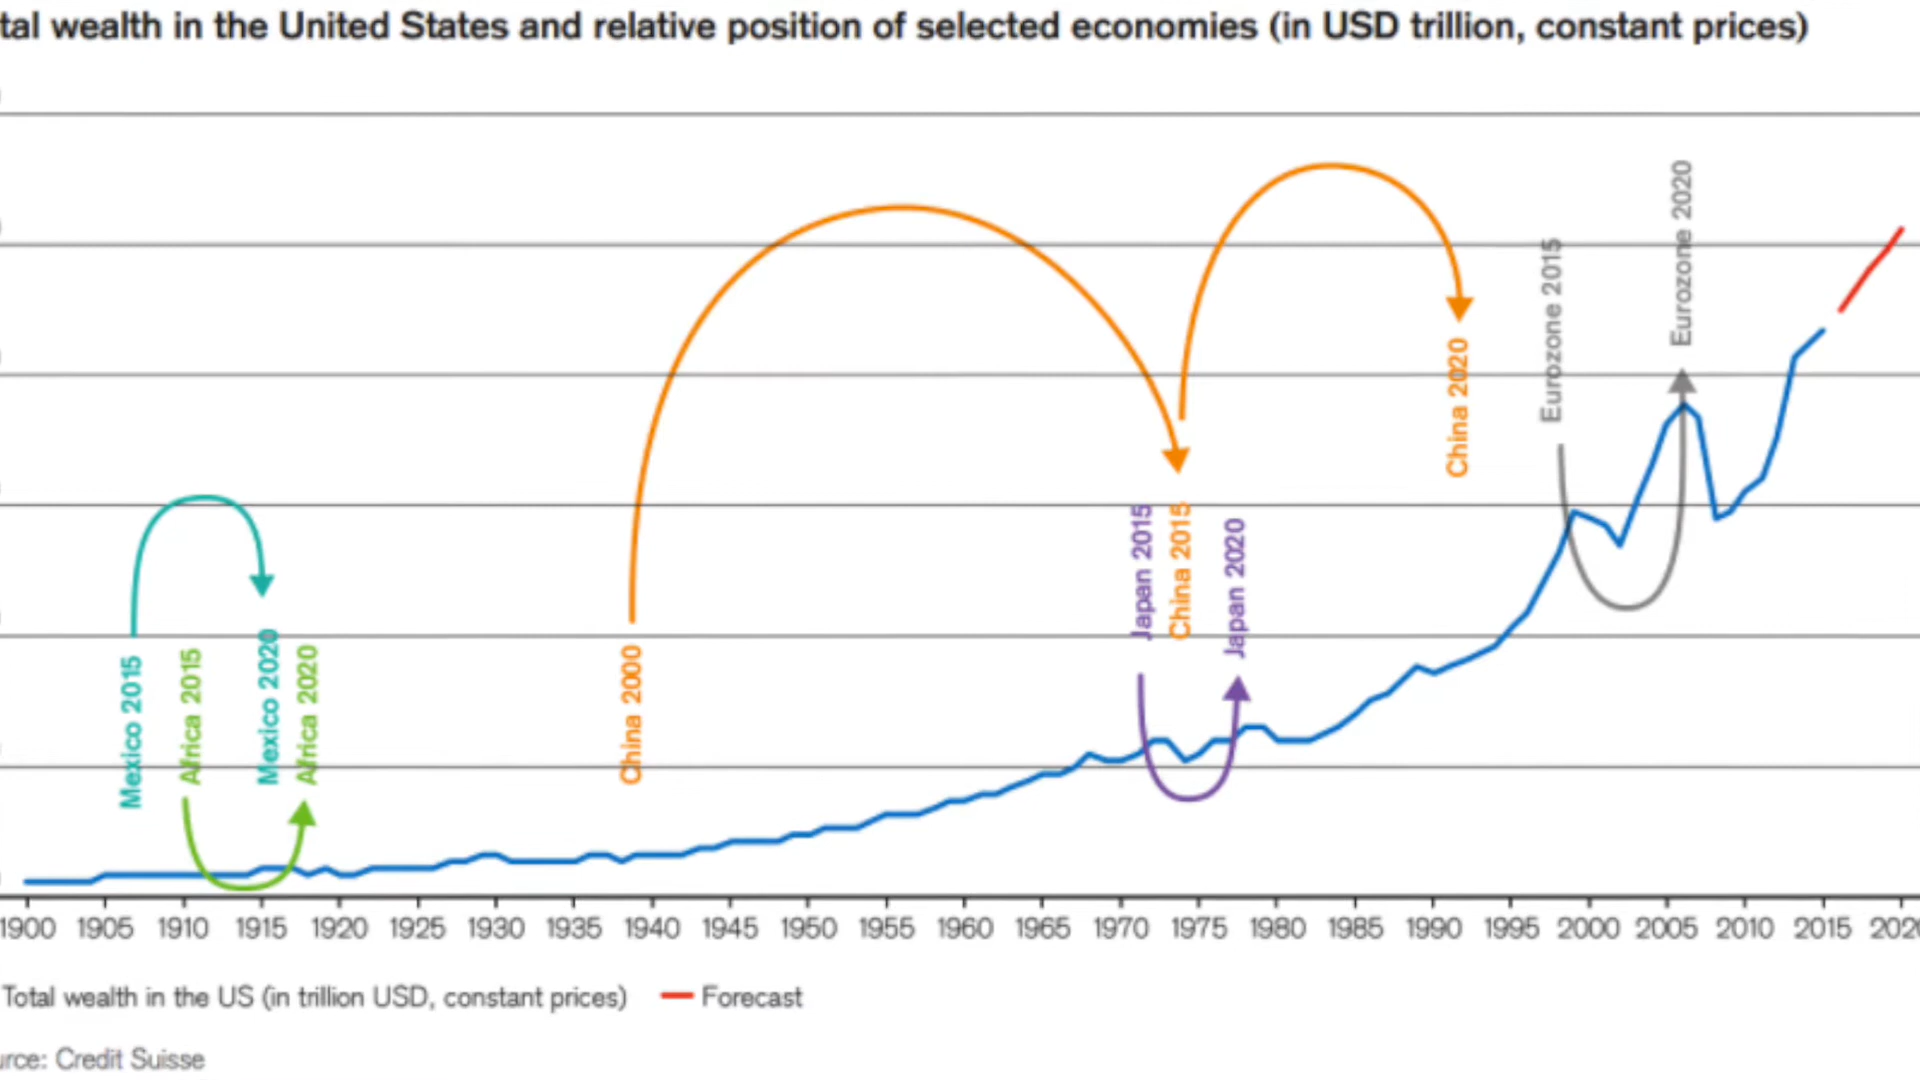 tal wealth in the United States and relative position of selected economies (in USD trillion, constant prices)
Mexico 2015
Africa 2015
Mexico 2020
Africa 2020
China 2000
Japan 2015
China 2015
Japan 2020
China 2020
Eurozone 2015
Eurozone 2020
1900 1905 1910 1915 1920 1925 1930 1935 1940 1945 1950 1955 1960 1965 1970 1975 1980 1985 1990 1995 2000 2005 2010 2015 202
Total wealth in the US (in trillion USD, constant prices) Forecast
urce: Credit Suisse